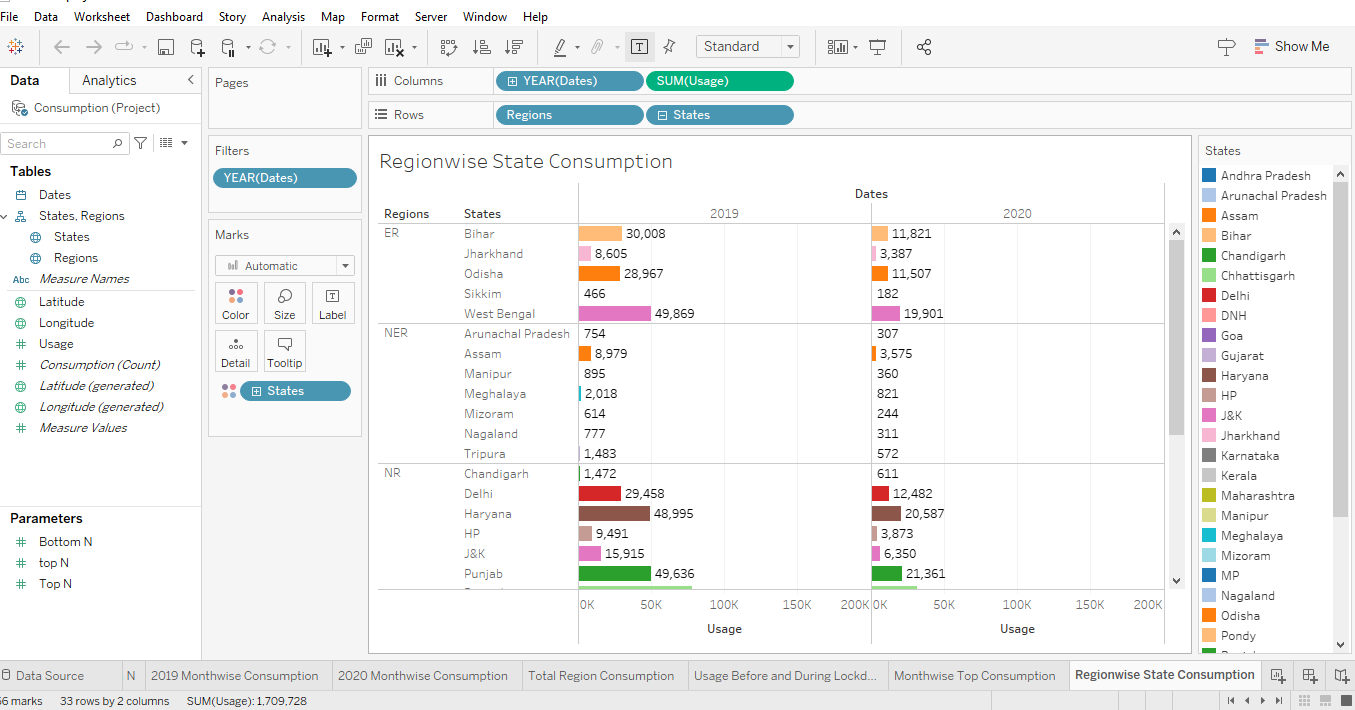 File Data Worksheet Dashboard Story Analysis Map Format Server Window Help
Standard
Show Me
Data Analytics
Consumption (Project)
Search
Tables
Dates
States, Regions
States
Regions
Abc Measure Names
Latitude
Longitude
Usage
Consumption (Count)
Latitude (generated)
Longitude (generated)
Measure Values
Parameters
Bottom N
top N
Top N
Pages
Filters
YEAR(Dates)
Marks
Automatic
Color Size Label
Detail Tooltip
States
Columns YEAR(Dates) SUM(Usage)
Rows Regions States
Regionwise State Consumption
Dates
Regions States 2019 2020
ER Bihar 30,008 11,821
Jharkhand 8,605 3,387
Odisha 28,967 11,507
Sikkim 466 182
West Bengal 49,869 19,901
NER Arunachal Pradesh 754 307
Assam 8,979 3,575
Manipur 895 360
Meghalaya 2,018 821
Mizoram 614 244
Nagaland 777 311
Tripura 1,483 572
NR Chandigarh 1,472 611
Delhi 29,458 12,482
Haryana 48,995 20,587
HP 9,491 3,873
J&K 15,915 6,350
Punjab 49,636 21,361
0K 50K 100K 150K 200K 0K 50K 100K 150K 200K
Usage Usage
States
Andhra Pradesh
Arunachal Pradesh
Assam
Bihar
Chandigarh
Chhattisgarh
Delhi
DNH
Goa
Gujarat
Haryana
HP
J&K
Jharkhand
Karnataka
Kerala
Maharashtra
Manipur
Meghalaya
Mizoram
MP
Nagaland
Odisha
Pondy
Data Source N 2019 Monthwise Consumption 2020 Monthwise Consumption Total Region Consumption Usage Before and During Lockd... Monthwise Top Consumption Regionwise State Consumption
marks 33 rows by 2 columns SUM(Usage): 1,709,728